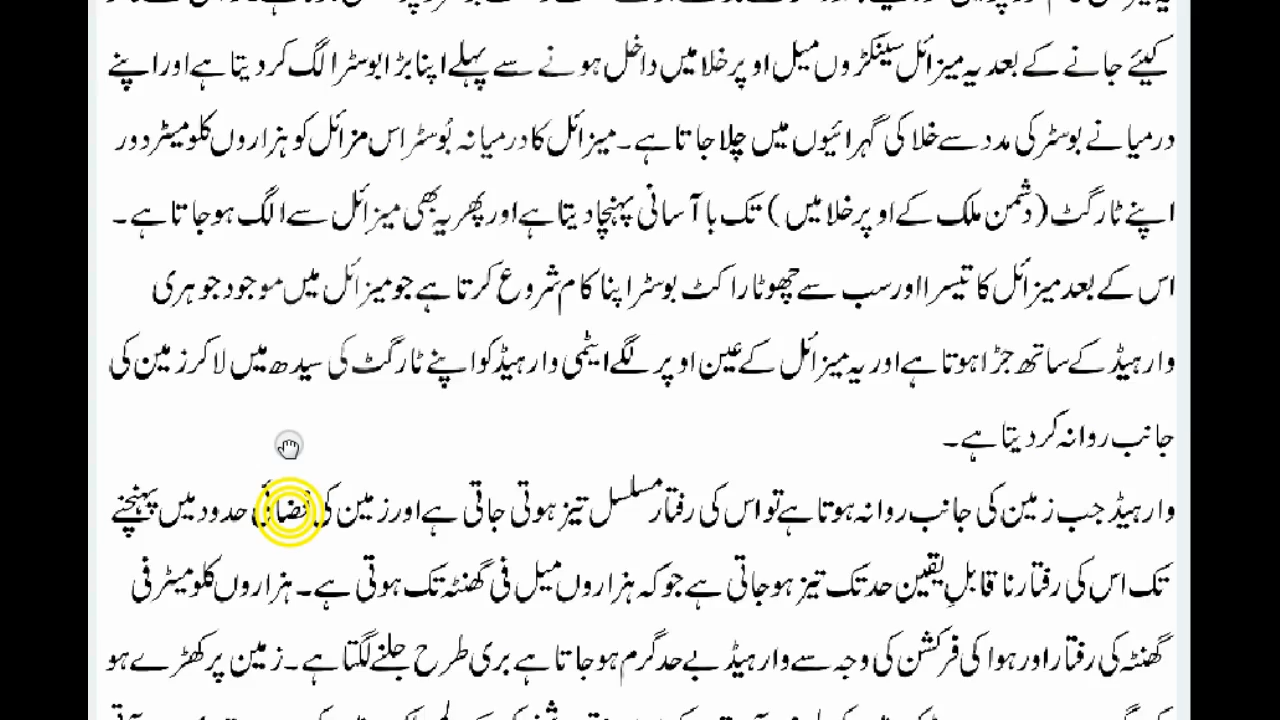 کیئے جانے کے بعد یہ میزائل سینکڑوں میل اوپر خلا میں داخل ہونے سے پہلے اپنا بڑا بوسٹر الگ کر دیتا ہے اور اپنے
درمیانے بوسٹر کی مدد سے خلا کی گہرائیوں میں چلا جاتا ہے۔ میزائل کا درمیانہ بُوسٹر اس مزائل کو ہزاروں کلومیٹر دور
اپنے ٹارگٹ (دشمن ملک کے اوپر خلا میں ) تک با آسانی پہنچا دیتا ہے اور پھر یہ بھی میزائل سے الگ ہو جاتا ہے ۔
اس کے بعد میزائل کا تیسرا اور سب سے چھوٹا راکٹ بوسٹر اپنا کام شروع کرتا ہے جو میزائل میں موجود جوہری
وار ہیڈ کے ساتھ جڑا ہوتا ہے اور یہ میزائل کے عین اوپر لگے ایٹمی وار ہیڈ کو اپنے ٹارگٹ کی سیدھ میں لا کر زمین کی
جانب روانہ کر دیتا ہے۔
وار ہیڈ جب زمین کی جانب روانہ ہوتا ہے تو اس کی رفتار مسلسل تیز ہوتی جاتی ہے اور زمین کی فضائی حدود میں پہنچنے
تک اس کی رفتار نا قابلِ یقین حد تک تیز ہو جاتی ہے جو کہ ہزاروں میل فی گھنٹہ تک ہوتی ہے۔ ہزاروں کلومیٹر فی
گھنٹہ کی رفتار اور ہوا کی فرکشن کی وجہ سے وار ہیڈ بے حد گرم ہو جاتا ہے بری طرح جلنے لگتا ہے۔ زمین پر کھڑے ہو